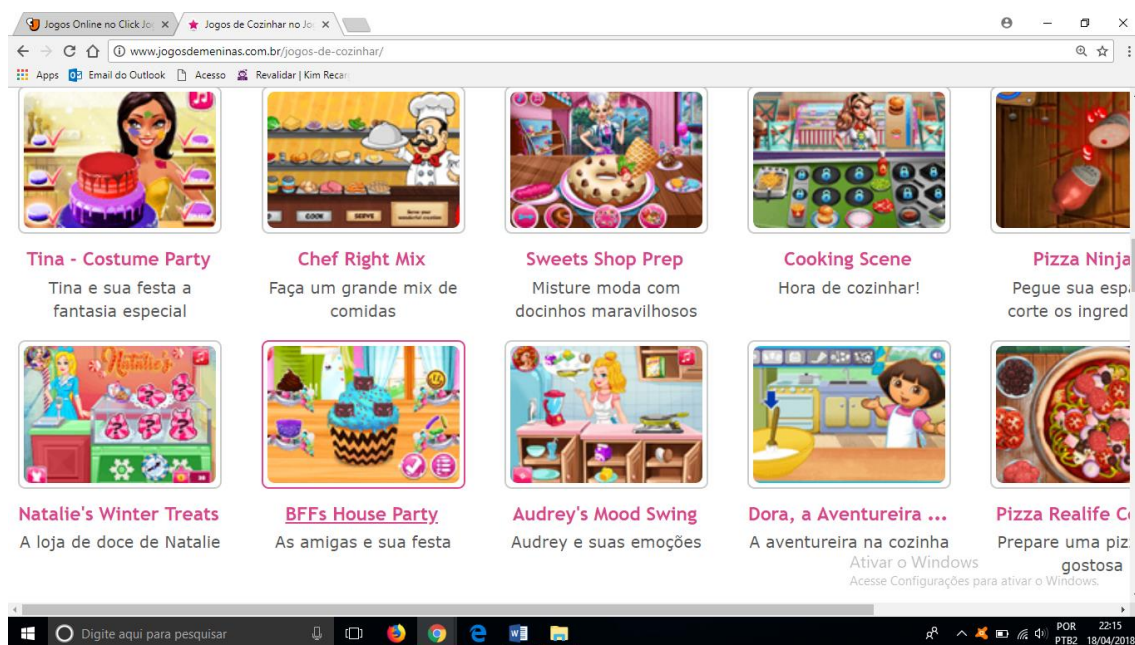 Jogos Online no Click Jo
Jogos de Cozinhar no Jo
www.jogosdemeninas.com.br/jogos-de-cozinhar/
Apps Email do Outlook Acesso Revalidar | Kim Recan
COOK SERVE
Tina - Costume Party
Chef Right Mix
Sweets Shop Prep
Cooking Scene
Pizza Ninja
Tina e sua festa a
fantasia especial
Faça um grande mix de
comidas
Misture moda com
docinhos maravilhosos
Hora de cozinhar!
Pegue sua esp
corte os ingred
Natalie's
Natalie's Winter Treats
BFFs House Party
Audrey's Mood Swing
Dora, a Aventureira ...
Pizza Realife C
A loja de doce de Natalie
As amigas e sua festa
Audrey e suas emoções
A aventureira na cozinha
Prepare uma piz
gostosa
Ativar o Windows
Acesse Configurações para ativar o Windows.
Digite aqui para pesquisar
POR 22:15
PTB2 18/04/2018